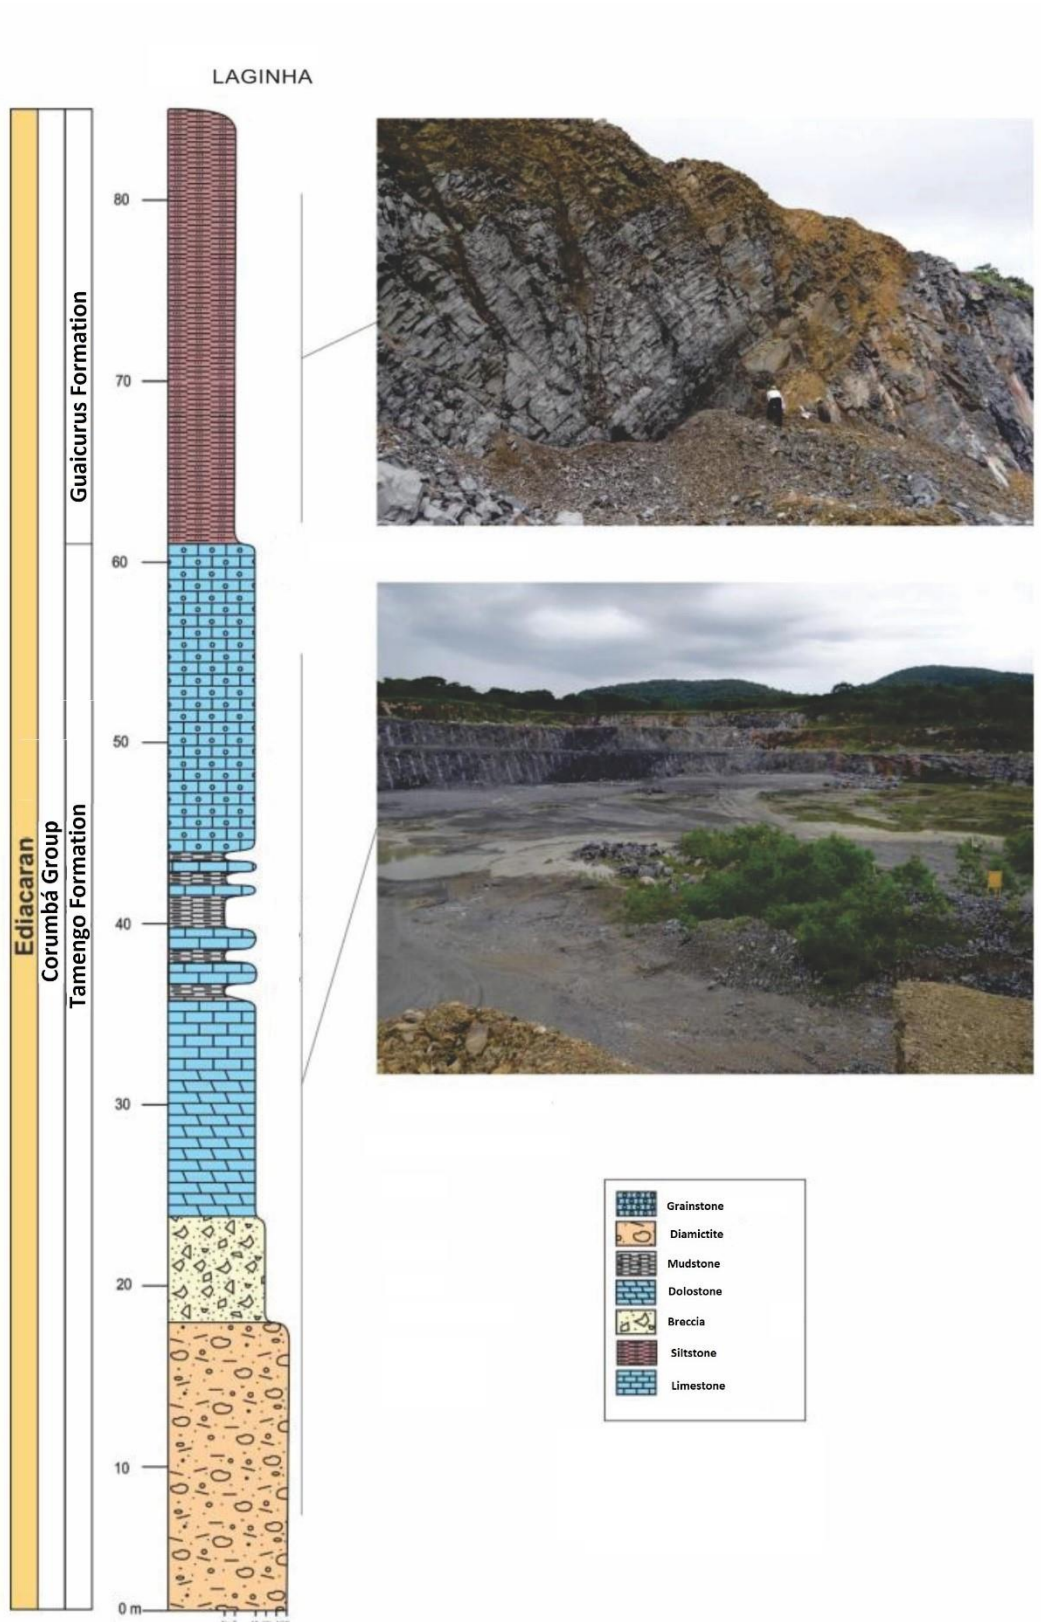 LAGINHA
80
70
60
50
40
30
20
10
0 m
Ediacaran
Corumbá Group
Guaicurus Formation
Tamengo Formation
Grainstone
Diamictite
Mudstone
Dolostone
Breccia
Siltstone
Limestone